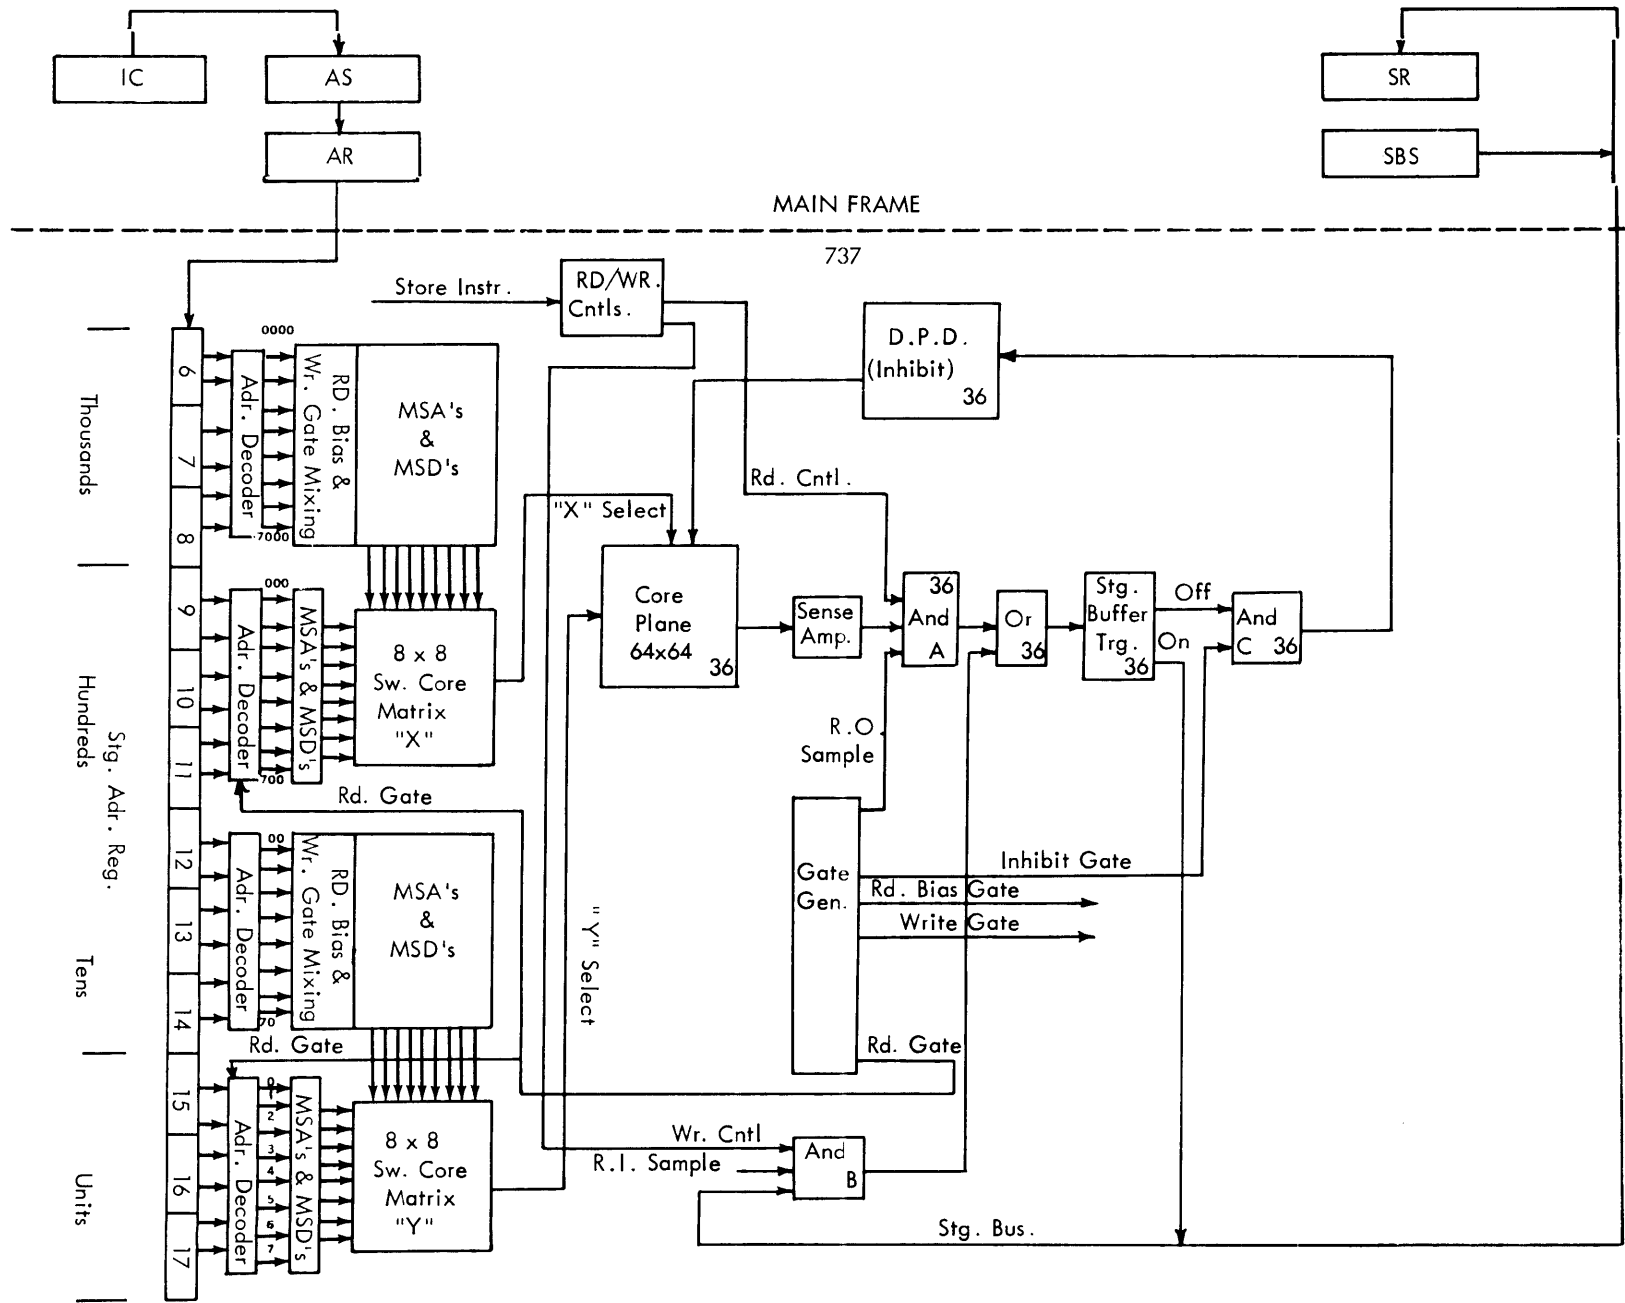 IC
AS
AR
SR
SBS
MAIN FRAME
737
Store Instr.
RD/WR.
Cntls.
D.P.D.
(Inhibit)
36
Thousands
Hundreds
Tens
Units
Stg. Adr. Reg.
6
7
8
9
10
11
12
13
14
15
16
17
Adr. Decoder
0000
7000
RD. Bias &
Wr. Gate Mixing
MSA's
&
MSD's
Adr. Decoder
000
700
MSA's & MSD's
8 x 8
Sw. Core
Matrix
"X"
Rd. Gate
Adr. Decoder
00
70
RD. Bias &
Wr. Gate Mixing
MSA's
&
MSD's
Rd. Gate
Adr. Decoder
0
1
2
3
4
5
6
7
MSA's & MSD's
8 x 8
Sw. Core
Matrix
"Y"
"X" Select
"Y" Select
Rd. Cntl.
Core
Plane
64x64
36
Sense
Amp.
36
And
A
Or
36
Stg.
Buffer
Trg.
36
Off
On
And
C 36
R.O.
Sample
Gate
Gen.
Inhibit Gate
Rd. Bias Gate
Write Gate
Rd. Gate
Wr. Cntl
R.I. Sample
And
B
Stg. Bus.